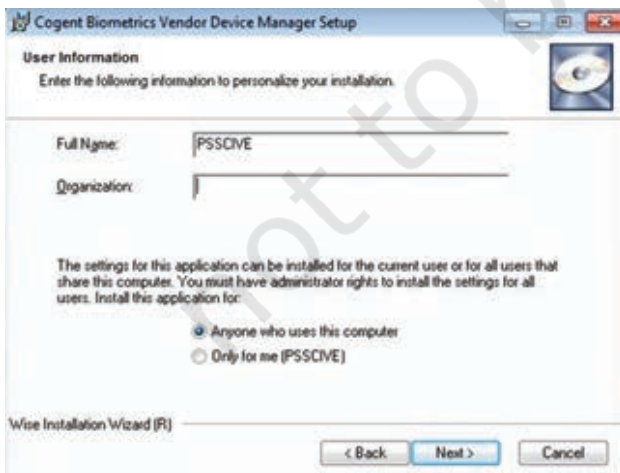 Cogent Biometrics Vendor Device Manager Setup
User Information
Enter the following information to personalize your installation.
Full Name:
PSSCIVE
Organization:
The settings for this application can be installed for the current user or for all users that
share this computer. You must have administrator rights to install the settings for all
users. Install this application for:
Anyone who uses this computer
Only for me (PSSCIVE)
Wise Installation Wizard (R)
< Back
Next >
Cancel
not to b